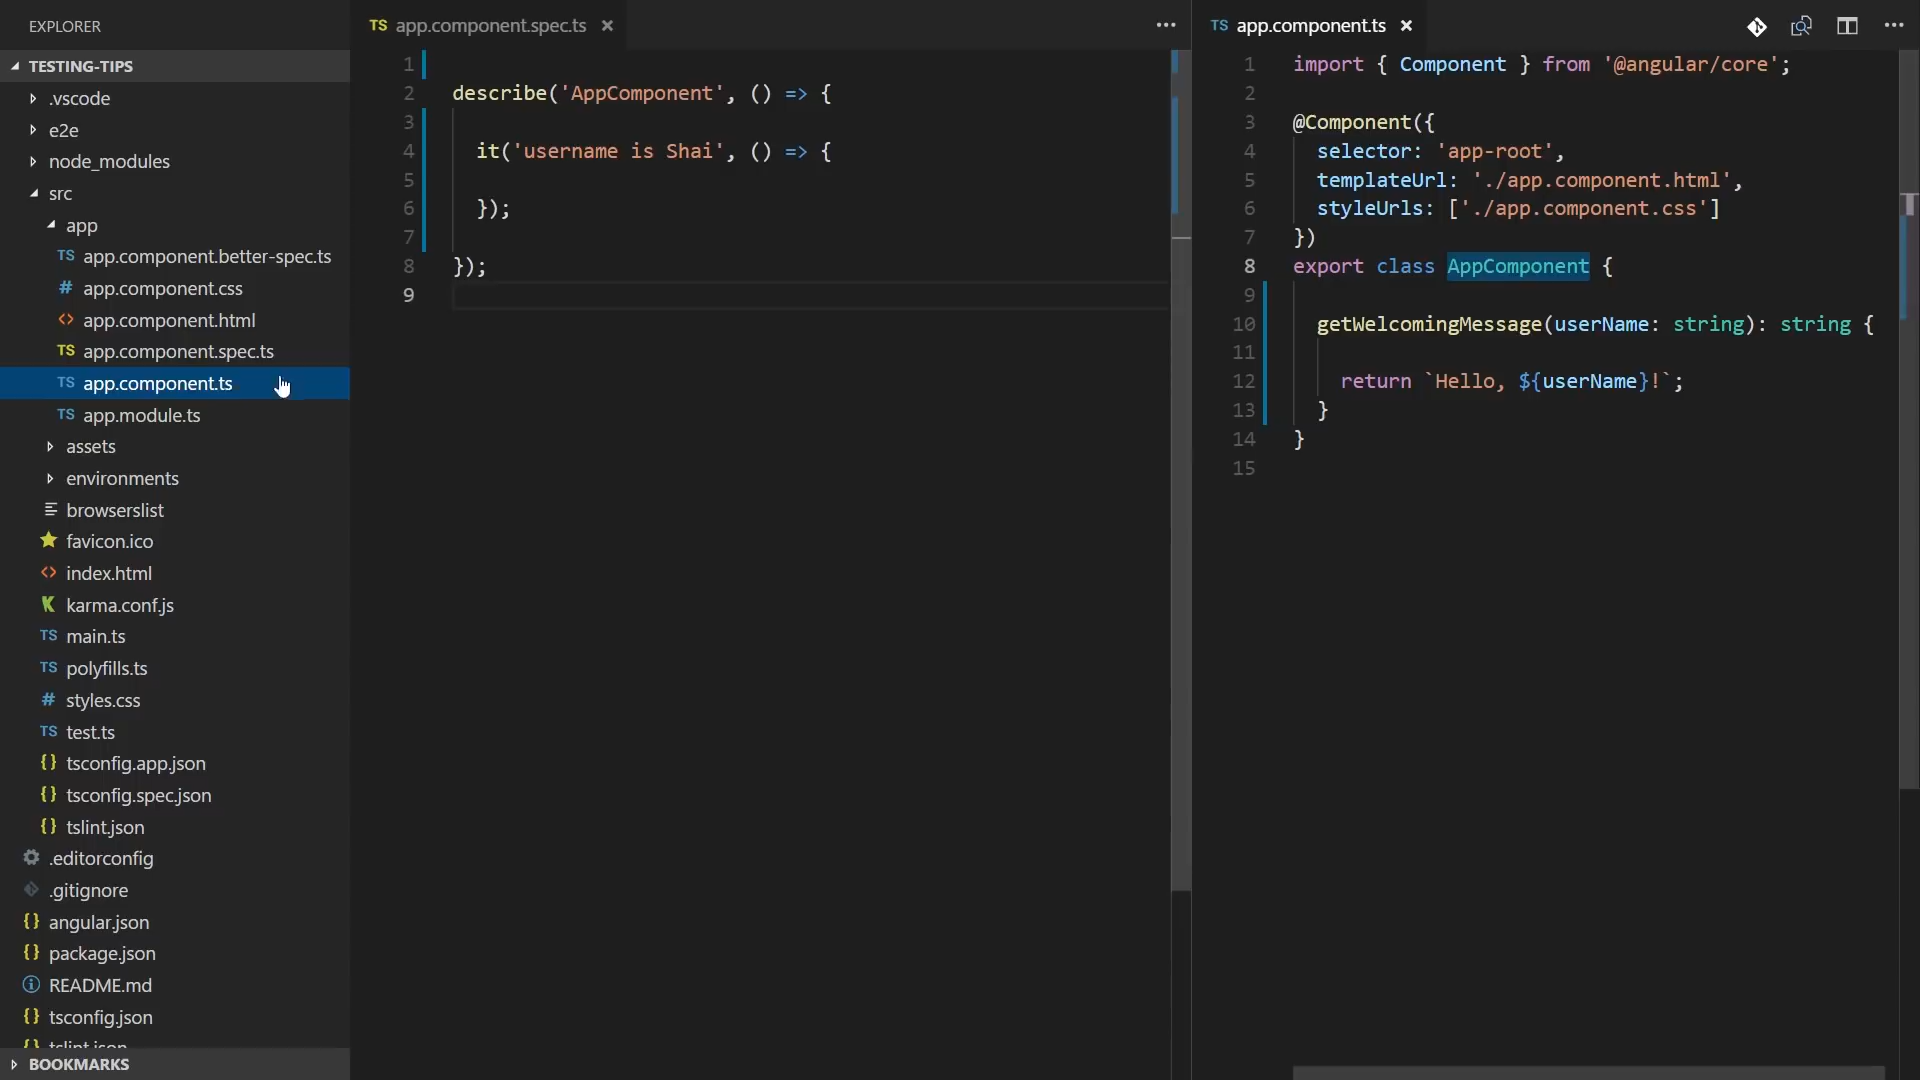 EXPLORER
TESTING-TIPS
.vscode
e2e
node_modules
src
app
TS app.component.better-spec.ts
# app.component.css
<> app.component.html
TS app.component.spec.ts
TS app.component.ts
TS app.module.ts
assets
environments
browserslist
favicon.ico
<> index.html
karma.conf.js
TS main.ts
TS polyfills.ts
# styles.css
TS test.ts
{} tsconfig.app.json
{} tsconfig.spec.json
{} tslint.json
.editorconfig
.gitignore
{} angular.json
{} package.json
README.md
{} tsconfig.json
{} tslint.json
BOOKMARKS
TS app.component.spec.ts ×
1
2 describe('AppComponent', () => {
3
4 it('username is Shai', () => {
5
6 });
7
8 });
9
TS app.component.ts ×
1 import { Component } from '@angular/core';
2
3 @Component({
4 selector: 'app-root',
5 templateUrl: './app.component.html',
6 styleUrls: ['./app.component.css']
7 })
8 export class AppComponent {
9
10 getWelcomingMessage(userName: string): string {
11
12 return `Hello, ${userName}!`;
13 }
14 }
15